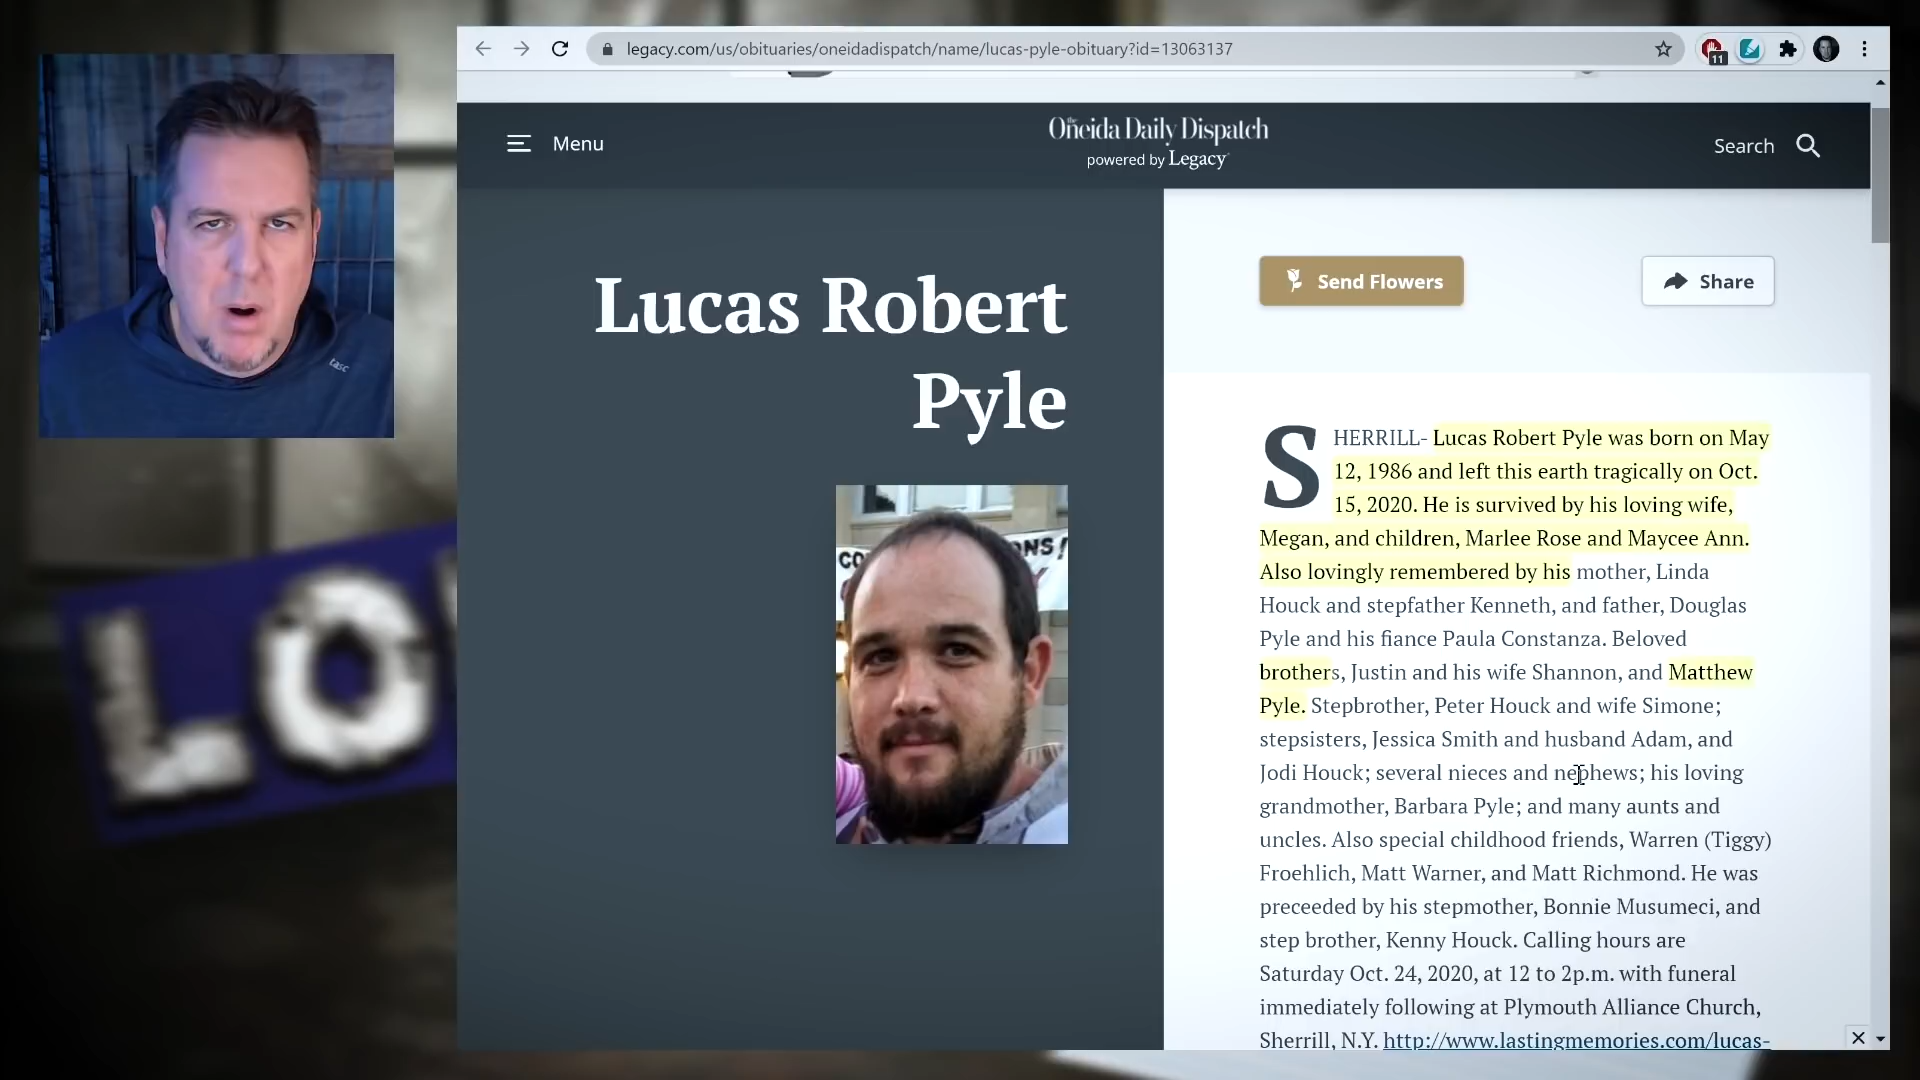 legacy.com/us/obituaries/oneidadispatch/name/lucas-pyle-obituary?id=13063137
11
Menu
the Oneida Daily Dispatch
powered by Legacy
Search
Lucas Robert
Pyle
Send Flowers
Share
SHERRILL- Lucas Robert Pyle was born on May
12, 1986 and left this earth tragically on Oct.
15, 2020. He is survived by his loving wife,
Megan, and children, Marlee Rose and Maycee Ann.
Also lovingly remembered by his mother, Linda
Houck and stepfather Kenneth, and father, Douglas
Pyle and his fiance Paula Constanza. Beloved
brothers, Justin and his wife Shannon, and Matthew
Pyle. Stepbrother, Peter Houck and wife Simone;
stepsisters, Jessica Smith and husband Adam, and
Jodi Houck; several nieces and nephews; his loving
grandmother, Barbara Pyle; and many aunts and
uncles. Also special childhood friends, Warren (Tiggy)
Froehlich, Matt Warner, and Matt Richmond. He was
preceeded by his stepmother, Bonnie Musumeci, and
step brother, Kenny Houck. Calling hours are
Saturday Oct. 24, 2020, at 12 to 2p.m. with funeral
immediately following at Plymouth Alliance Church,
Sherrill, N.Y. http://www.lastingmemories.com/lucas-
tasc
LO